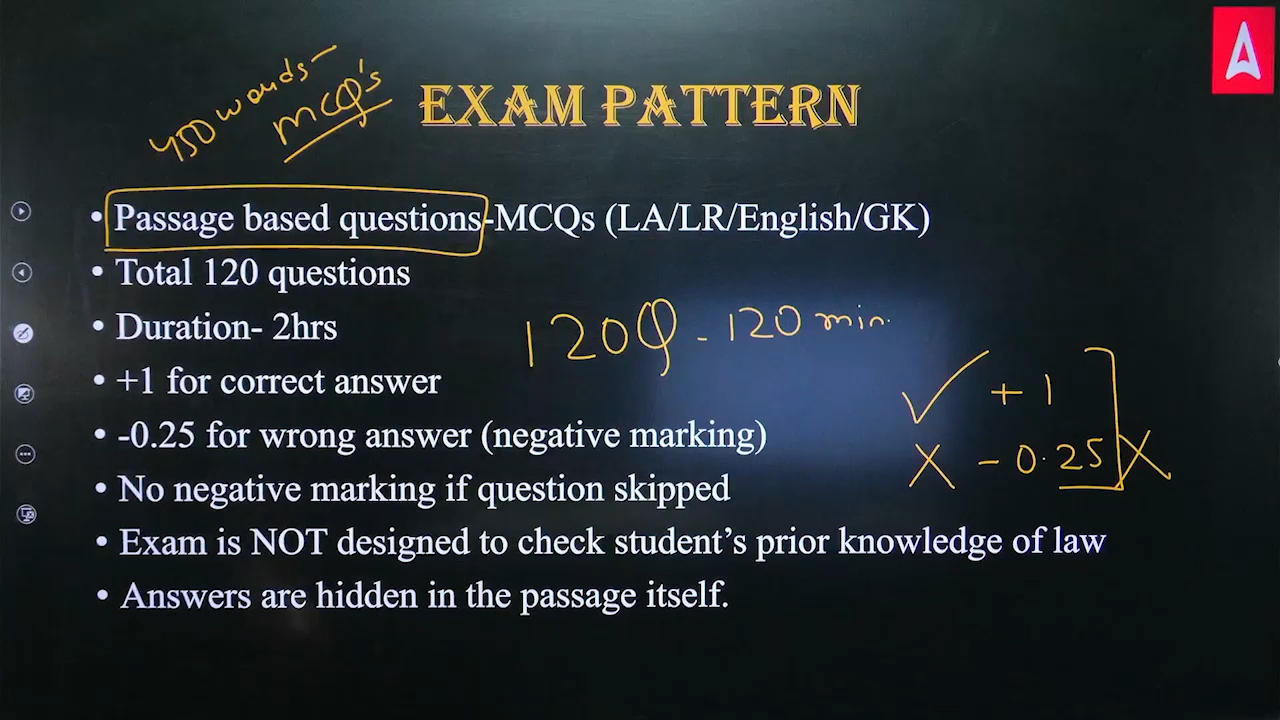 450 words-
MCQ's
EXAM PATTERN
• Passage based questions-MCQs (LA/LR/English/GK)
• Total 120 questions
• Duration- 2hrs
120Q - 120 min.
• +1 for correct answer
✓ +1
• -0.25 for wrong answer (negative marking)
X -0.25 X
• No negative marking if question skipped
• Exam is NOT designed to check student's prior knowledge of law
• Answers are hidden in the passage itself.